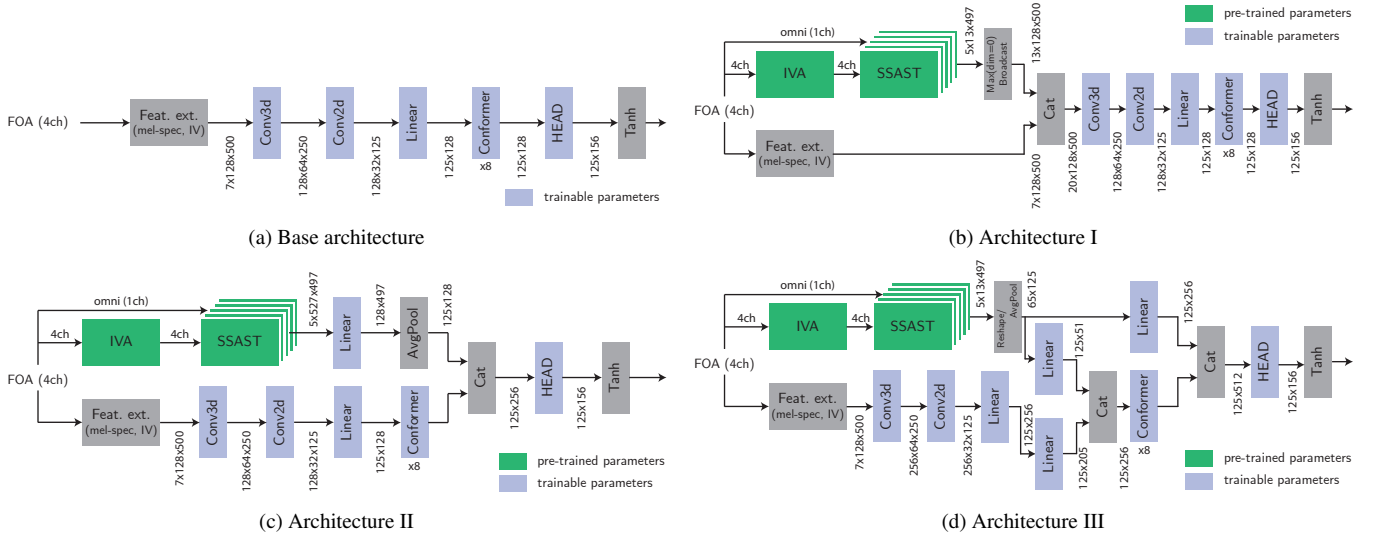 FOA (4ch)
Feat. ext.
(mel-spec, IV)
7x128x500
Conv3d
128x64x250
Conv2d
128x32x125
Linear
125x128
Conformer
x8
125x128
HEAD
125x156
Tanh
trainable parameters
(a) Base architecture
omni (1ch)
4ch
IVA
4ch
SSAST
5x13x497
Max(dim=0)
Broadcast
13x128x500
pre-trained parameters
trainable parameters
FOA (4ch)
Feat. ext.
(mel-spec, IV)
7x128x500
Cat
20x128x500
Conv3d
128x64x250
Conv2d
128x32x125
Linear
125x128
Conformer
x8
125x128
HEAD
125x156
Tanh
(b) Architecture I
omni (1ch)
4ch
IVA
4ch
SSAST
5x527x497
Linear
128x497
AvgPool
125x128
FOA (4ch)
Feat. ext.
(mel-spec, IV)
7x128x500
Conv3d
128x64x250
Conv2d
128x32x125
Linear
125x128
Conformer
x8
Cat
125x256
HEAD
125x156
Tanh
pre-trained parameters
trainable parameters
(c) Architecture II
omni (1ch)
4ch
IVA
4ch
SSAST
5x13x497
Reshape/
AvgPool
65x125
Linear
125x256
Linear
125x51
FOA (4ch)
Feat. ext.
(mel-spec, IV)
7x128x500
Conv3d
256x64x250
Conv2d
256x32x125
Linear
125x256
Linear
125x205
Cat
125x256
Conformer
x8
Cat
125x512
HEAD
125x156
Tanh
pre-trained parameters
trainable parameters
(d) Architecture III